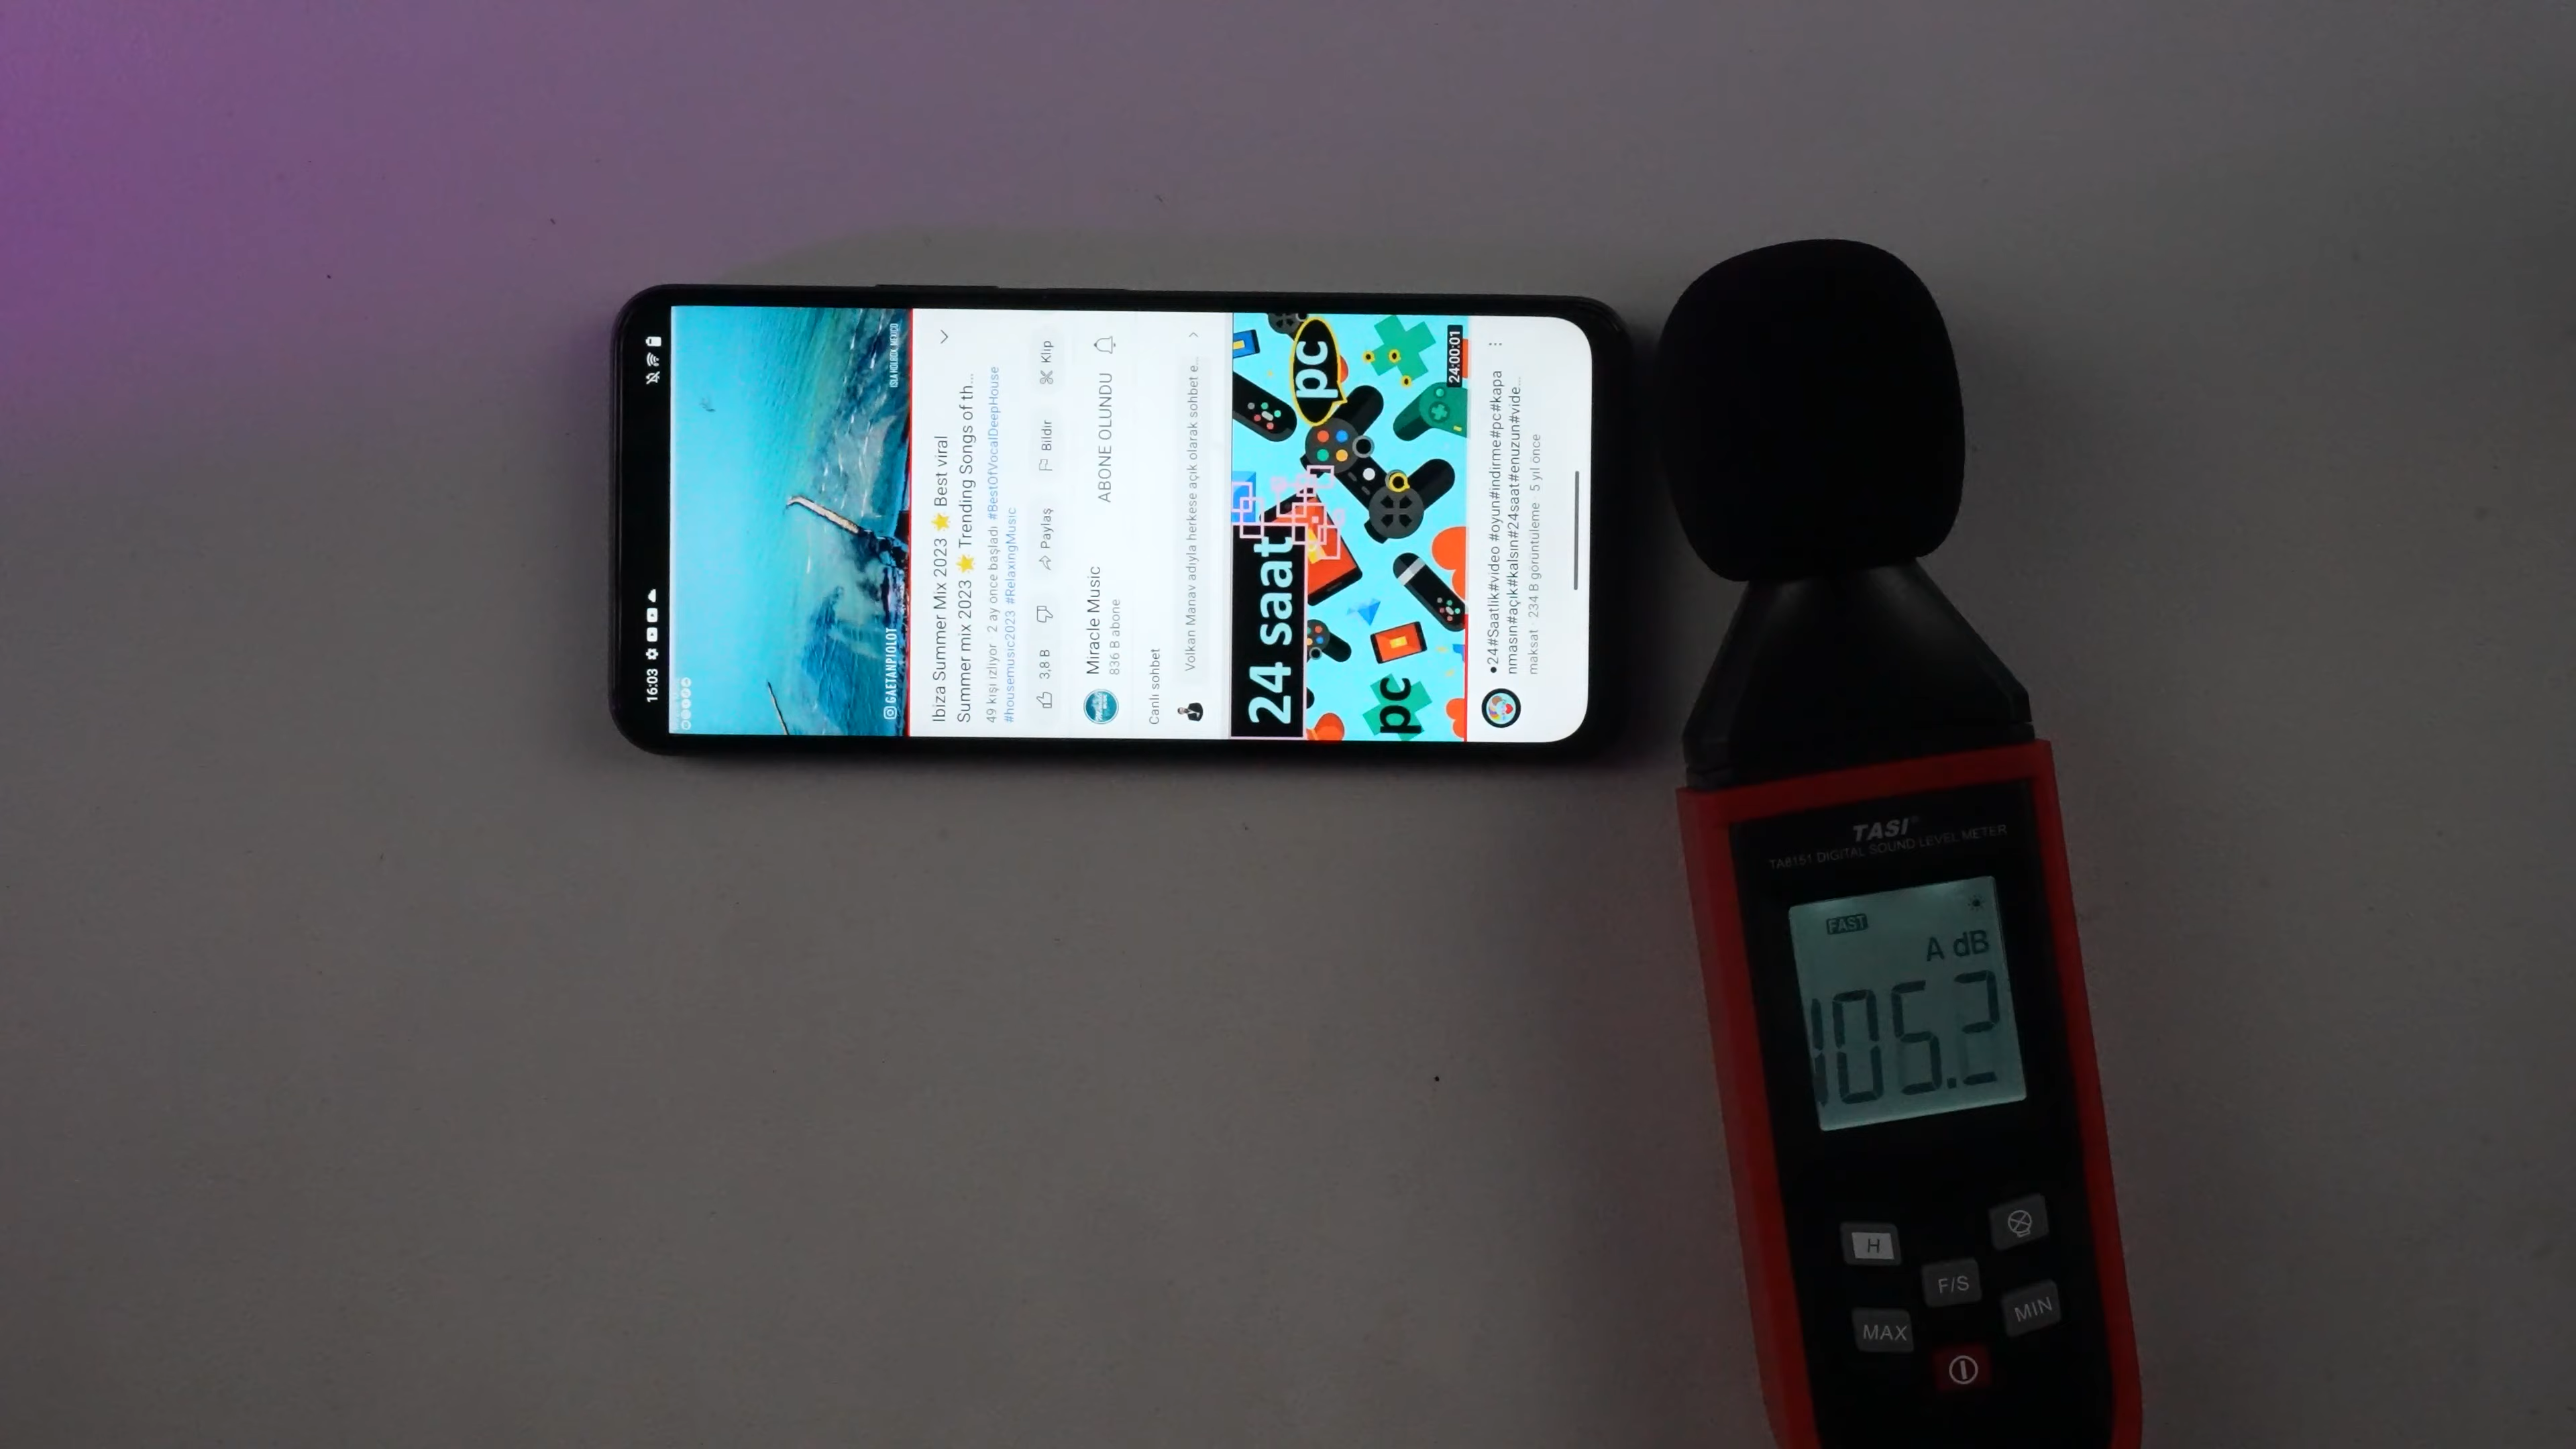 16:03
@GAETANPIOLOT
Ibiza Summer Mix 2023 🌟 Best viral
Summer mix 2023 🌟 Trending Songs of th...
49 kişi izliyor 2 ay önce başladı #BestOfVocalDeepHouse
#housemusic2023 #RelaxingMusic
3,8 B
Paylaş
Bildir
Klip
Miracle Music
836 B abone
ABONE OLUNDU
Canlı sohbet
Volkan Manav adıyla herkese açık olarak sohbet e...
24 saat
pc
pc
24:00:01
•24#Saatlik#video #oyun#indirme#pc#kapa
nmasın#açık#kalsın#24saat#enuzun#vide...
maksat 234 B görüntüleme 5 yıl önce
TASI®
TA8151 DIGITAL SOUND LEVEL METER
FAST
A dB
105.2
H
F/S
MAX
MIN